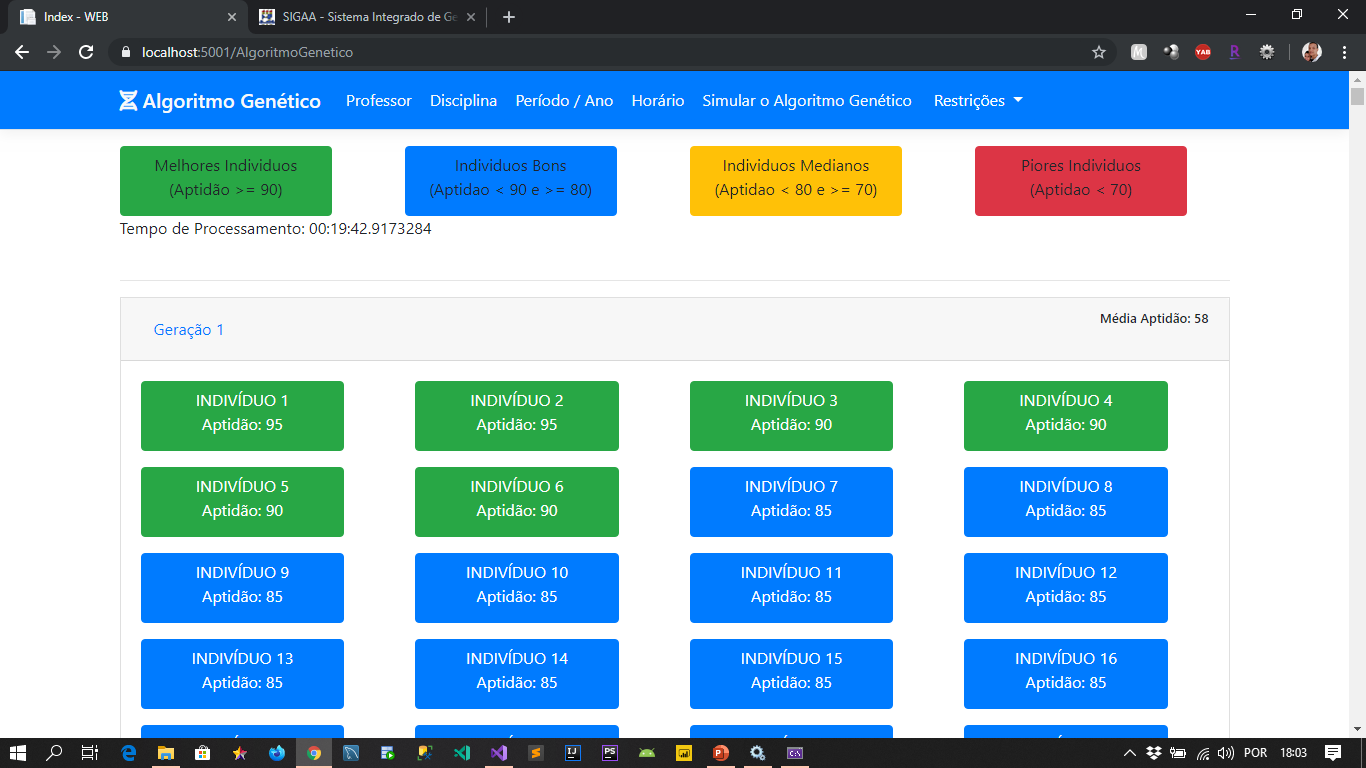 Index - WEB
SIGAA - Sistema Integrado de Ge
localhost:5001/AlgoritmoGenetico
YAB
R
Algoritmo Genético
Professor
Disciplina
Período / Ano
Horário
Simular o Algoritmo Genético
Restrições
Melhores Individuos
(Aptidão >= 90)
Individuos Bons
(Aptidao < 90 e >= 80)
Individuos Medianos
(Aptidao < 80 e >= 70)
Piores Individuos
(Aptidao < 70)
Tempo de Processamento: 00:19:42.9173284
Geração 1
Média Aptidão: 58
INDIVÍDUO 1
Aptidão: 95
INDIVÍDUO 2
Aptidão: 95
INDIVÍDUO 3
Aptidão: 90
INDIVÍDUO 4
Aptidão: 90
INDIVÍDUO 5
Aptidão: 90
INDIVÍDUO 6
Aptidão: 90
INDIVÍDUO 7
Aptidão: 85
INDIVÍDUO 8
Aptidão: 85
INDIVÍDUO 9
Aptidão: 85
INDIVÍDUO 10
Aptidão: 85
INDIVÍDUO 11
Aptidão: 85
INDIVÍDUO 12
Aptidão: 85
INDIVÍDUO 13
Aptidão: 85
INDIVÍDUO 14
Aptidão: 85
INDIVÍDUO 15
Aptidão: 85
INDIVÍDUO 16
Aptidão: 85
IJ
PS
POR
18:03